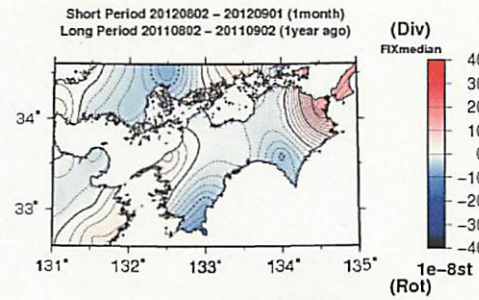 Short Period 20120802 – 20120901 (1month)
Long Period 20110802 – 20110902 (1year ago)
(Div)
FIXmedian
40
30
20
10
0
−10
−20
−30
−40
34°
33°
131° 132° 133° 134° 135°
1e−8st
(Rot)